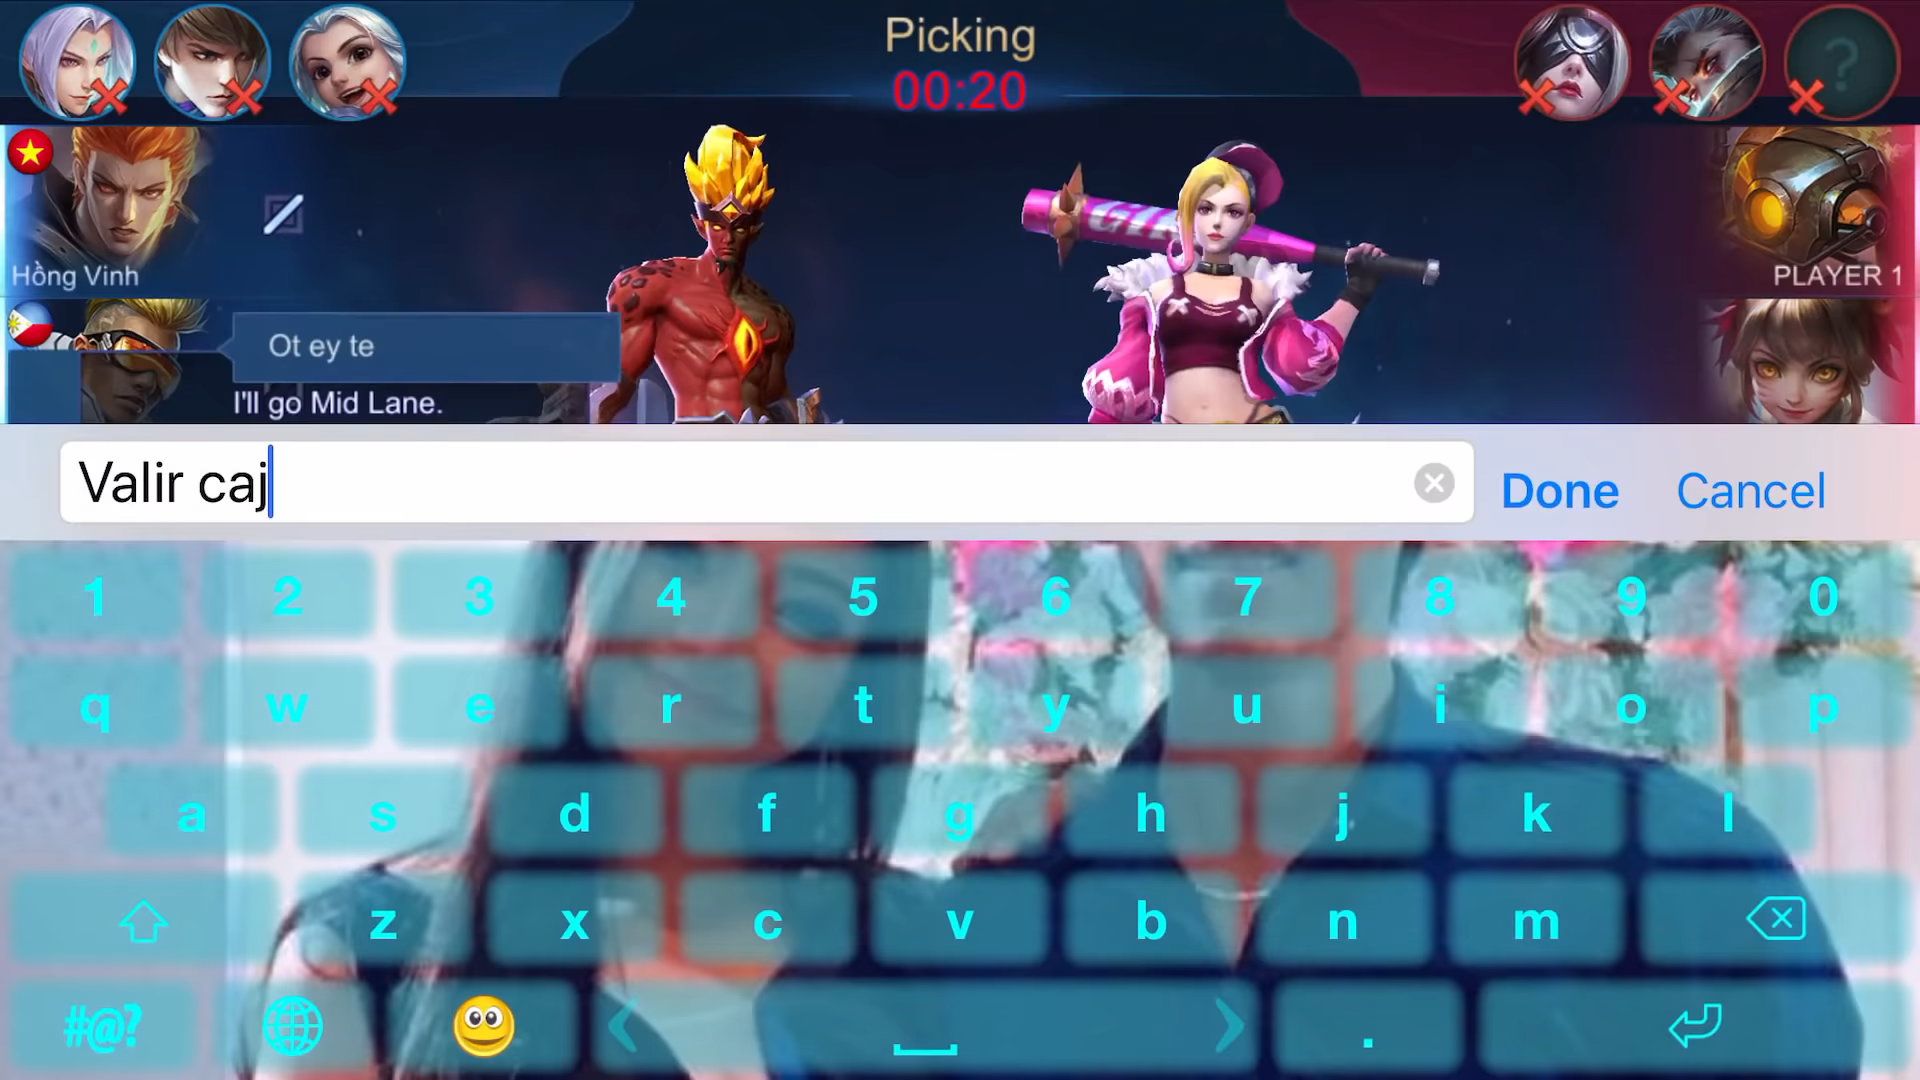 Picking
00:20
Hồng Vinh
PLAYER 1
Ot ey te
I'll go Mid Lane.
Valir caj
Done
Cancel
1 2 3 4 5 6 7 8 9 0
q w e r t y u i o p
a s d f g h j k l
z x c v b n m
#@?
.